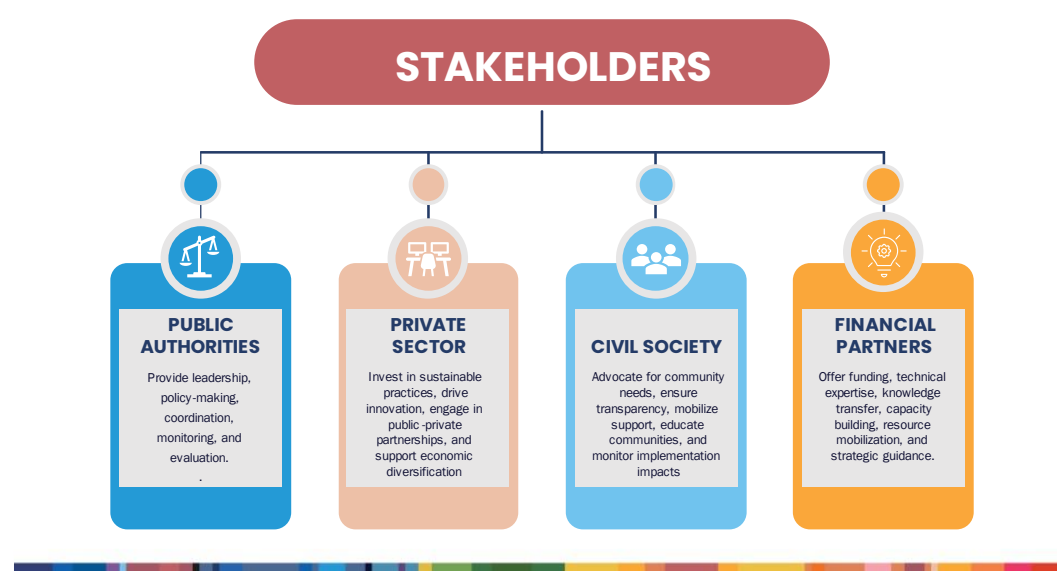 STAKEHOLDERS
PUBLIC
AUTHORITIES
Provide leadership,
policy-making,
coordination,
monitoring, and
evaluation.
.
PRIVATE
SECTOR
Invest in sustainable
practices, drive
innovation, engage in
public-private
partnerships, and
support economic
diversification
CIVIL SOCIETY
Advocate for community
needs, ensure
transparency, mobilize
support, educate
communities, and
monitor implementation
impacts
FINANCIAL
PARTNERS
Offer funding, technical
expertise, knowledge
transfer, capacity
building, resource
mobilization, and
strategic guidance.